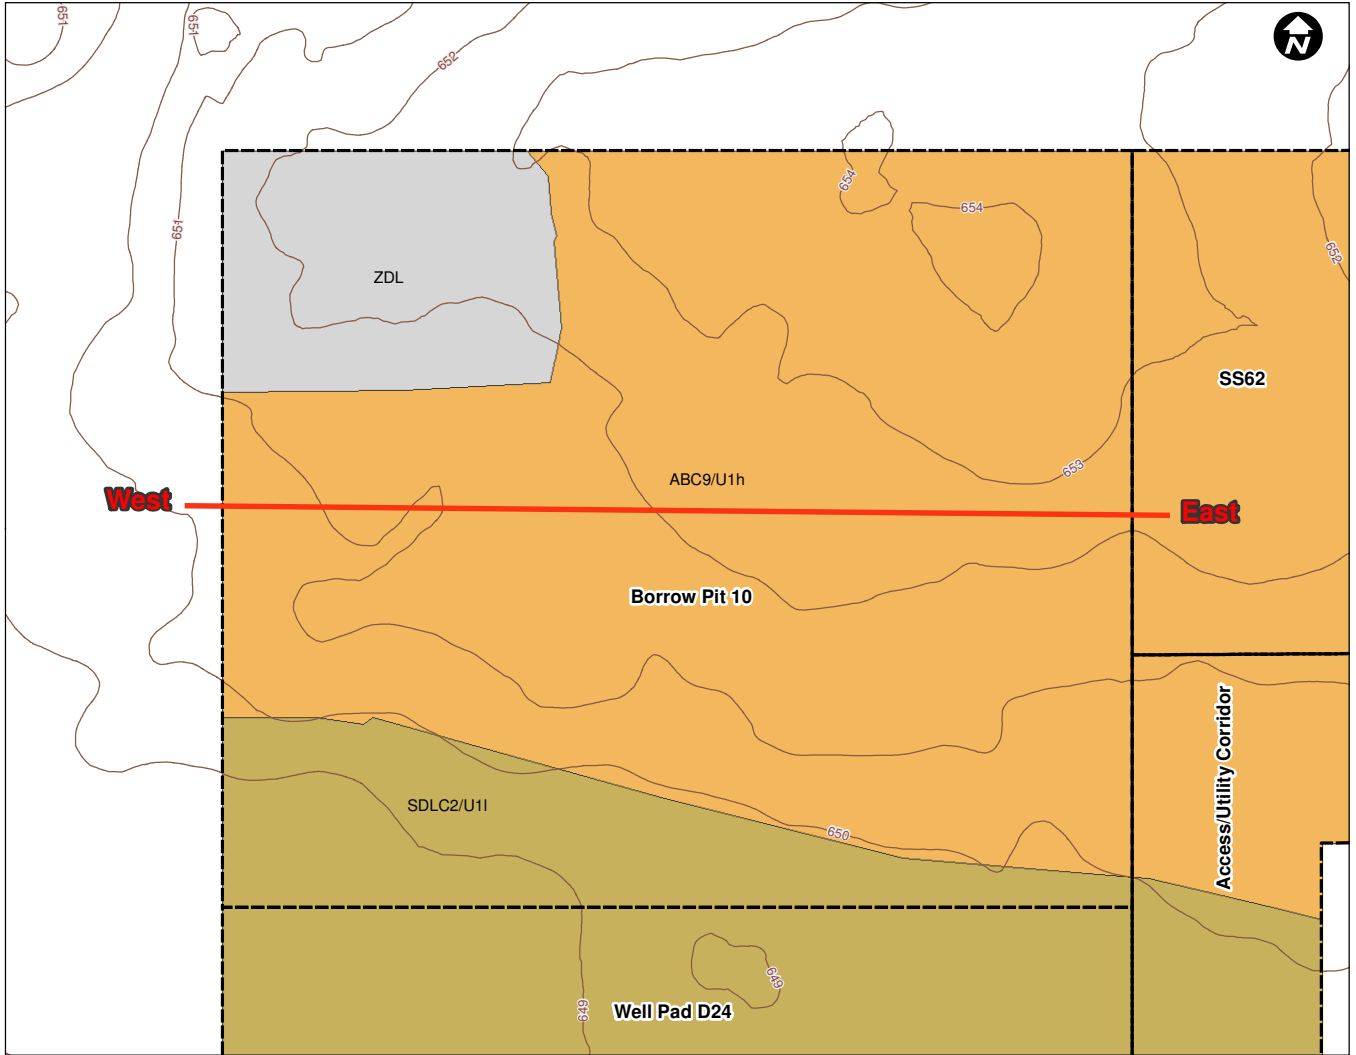 651
651
N
652
654
654
651
652
ZDL
SS62
653
ABC9/U1h
West
East
Borrow Pit 10
Access/Utility Corridor
SDLC2/U1l
650
649
649
Well Pad D24